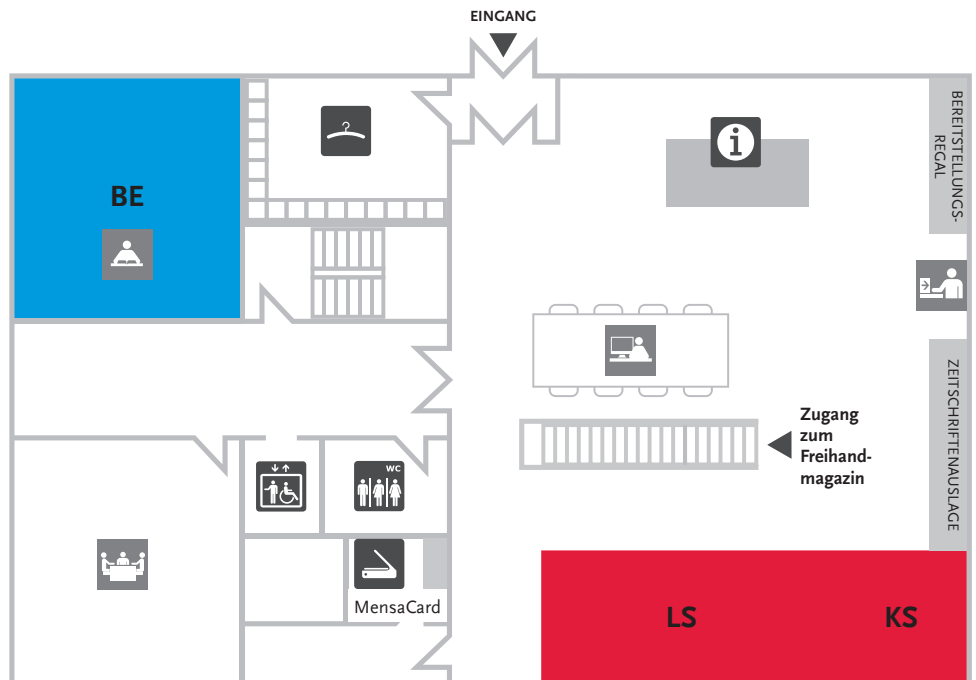 EINGANG
BEREITSTELLUNGS-
REGAL
BE
i
Zugang
zum
Freihand-
magazin
ZEITSCHRIFTENAUSLAGE
WC
MensaCard
LS
KS